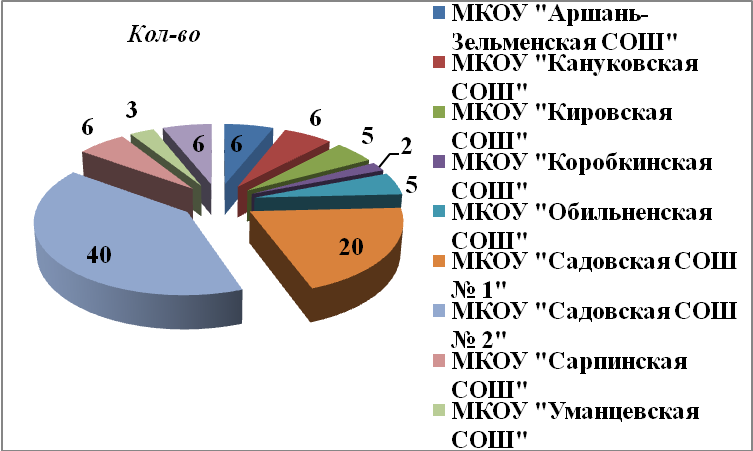 Кол-во
6
6
5
2
5
20
40
6
3
6
МКОУ "Аршань-
Зельменская СОШ"
МКОУ "Кануковская
СОШ"
МКОУ "Кировская
СОШ"
МКОУ "Коробкинская
СОШ"
МКОУ "Обильненская
СОШ"
МКОУ "Садовская СОШ
№ 1"
МКОУ "Садовская СОШ
№ 2"
МКОУ "Сарпинская
СОШ"
МКОУ "Уманцевская
СОШ"